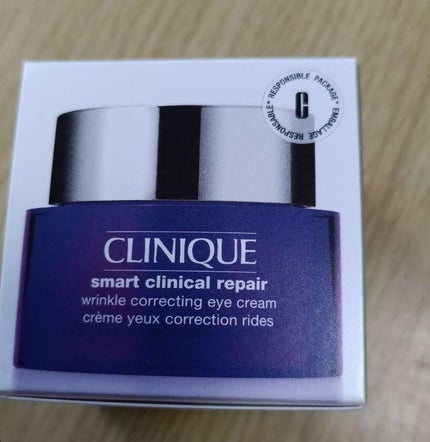 RESPONSIBLE PACKAGE* EMBALLAGE RESPONSABLE*
C
CLINIQUE
smart clinical repair
wrinkle correcting eye cream
crème yeux correction rides